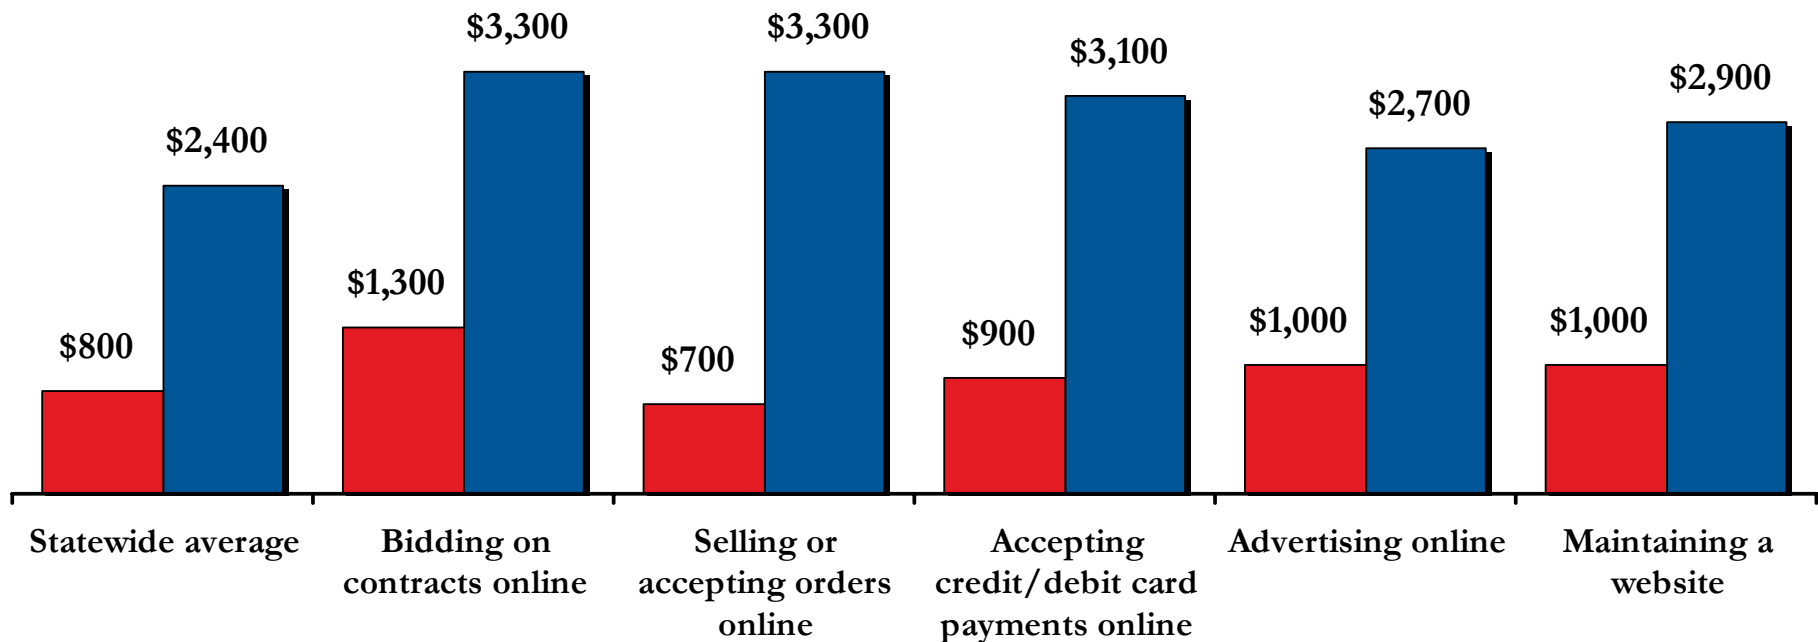 $3,300
$3,300
$3,100
$2,900
$2,700
$2,400
$1,300
$1,000
$1,000
$900
$800
$700
Statewide average
Bidding on
contracts online
Selling or
accepting orders
online
Accepting
credit/debit card
payments online
Advertising online
Maintaining a
website